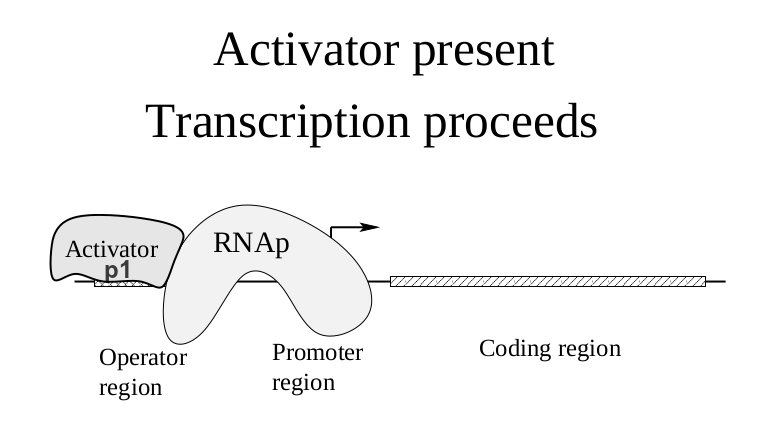 Activator present
Transcription proceeds
Activator
p1
RNAp
Operator
region
Promoter
region
Coding region